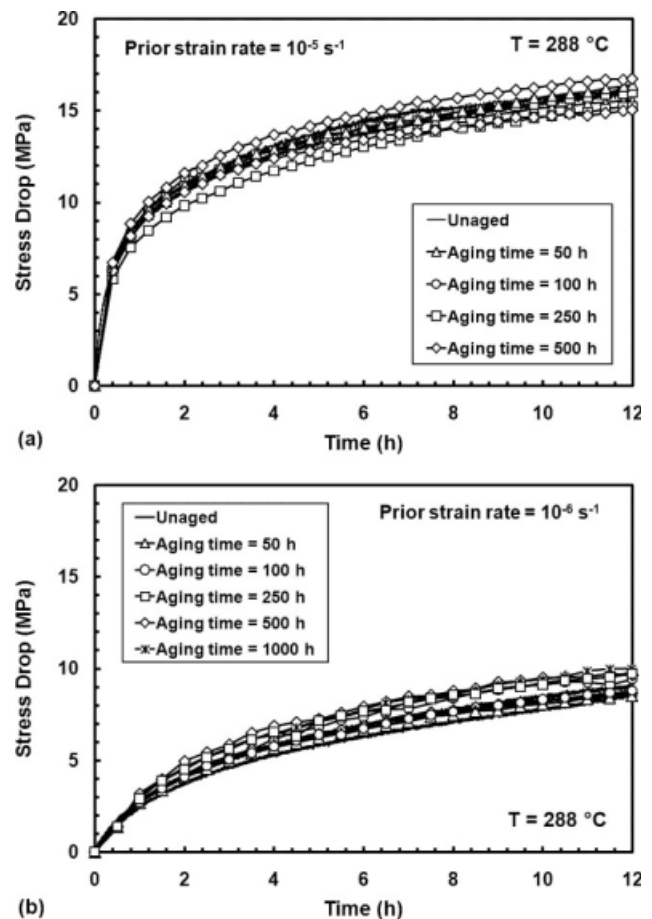 20
Prior strain rate = 10⁻⁵ s⁻¹
T = 288 °C
15
10
5
0
Stress Drop (MPa)
Unaged
Aging time = 50 h
Aging time = 100 h
Aging time = 250 h
Aging time = 500 h
0 2 4 6 8 10 12
(a)
Time (h)
20
Unaged
Aging time = 50 h
Aging time = 100 h
Aging time = 250 h
Aging time = 500 h
Aging time = 1000 h
Prior strain rate = 10⁻⁶ s⁻¹
15
10
5
0
Stress Drop (MPa)
T = 288 °C
0 2 4 6 8 10 12
(b)
Time (h)